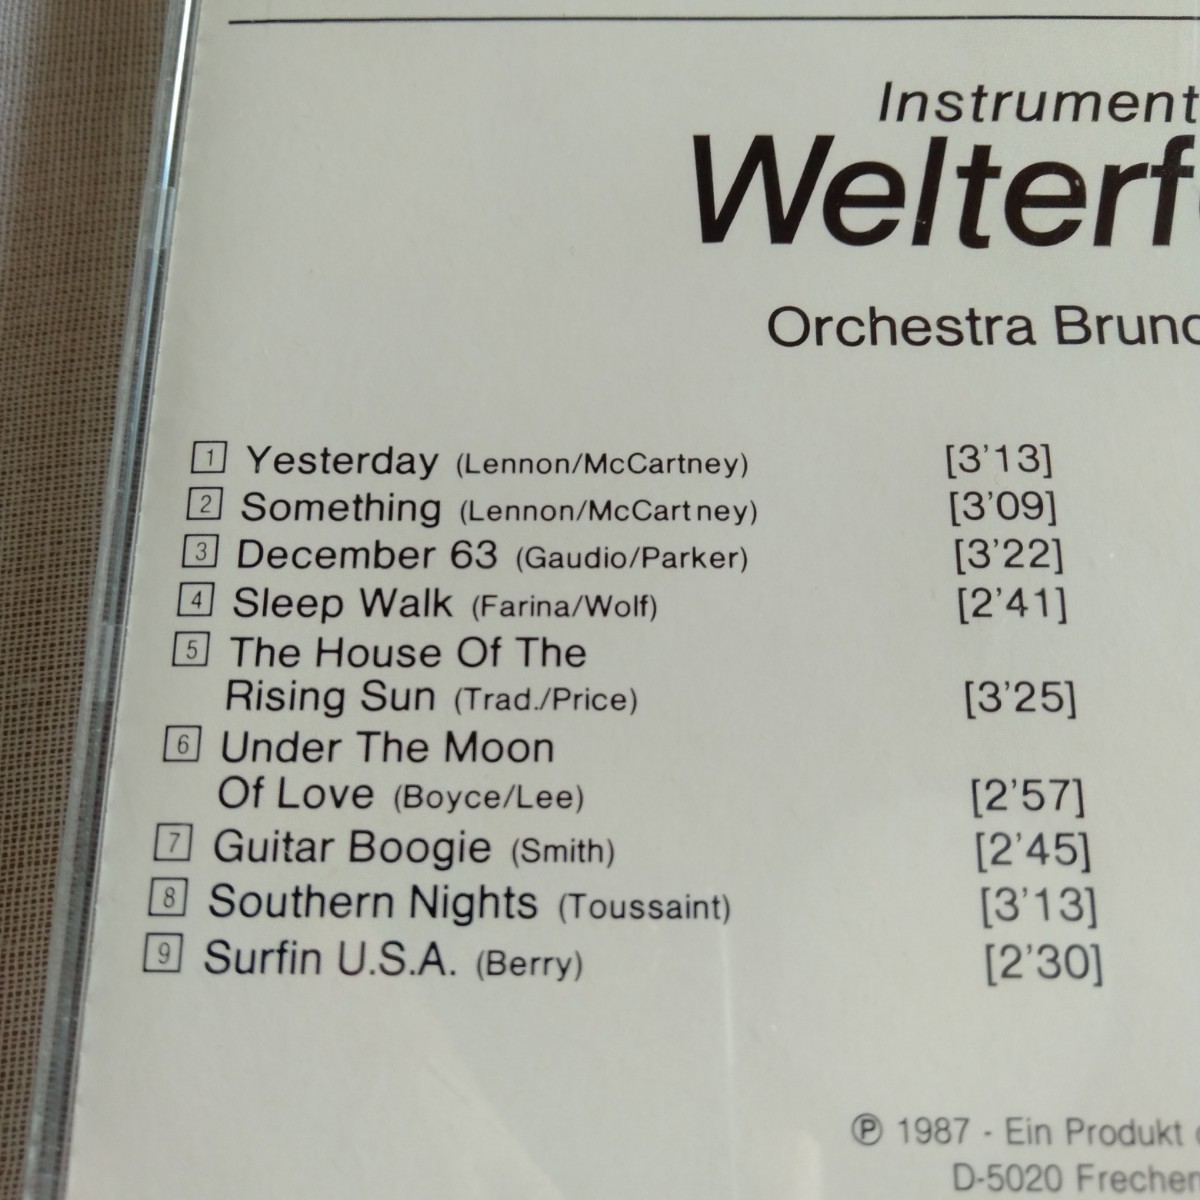 Instrument
Welterf
Orchestra Bruno
1 Yesterday (Lennon/McCartney) [3'13]
2 Something (Lennon/McCartney) [3'09]
3 December 63 (Gaudio/Parker) [3'22]
4 Sleep Walk (Farina/Wolf) [2'41]
5 The House Of The
Rising Sun (Trad./Price) [3'25]
6 Under The Moon
Of Love (Boyce/Lee) [2'57]
7 Guitar Boogie (Smith) [2'45]
8 Southern Nights (Toussaint) [3'13]
9 Surfin U.S.A. (Berry) [2'30]
℗ 1987 - Ein Produkt
D-5020 Frechen